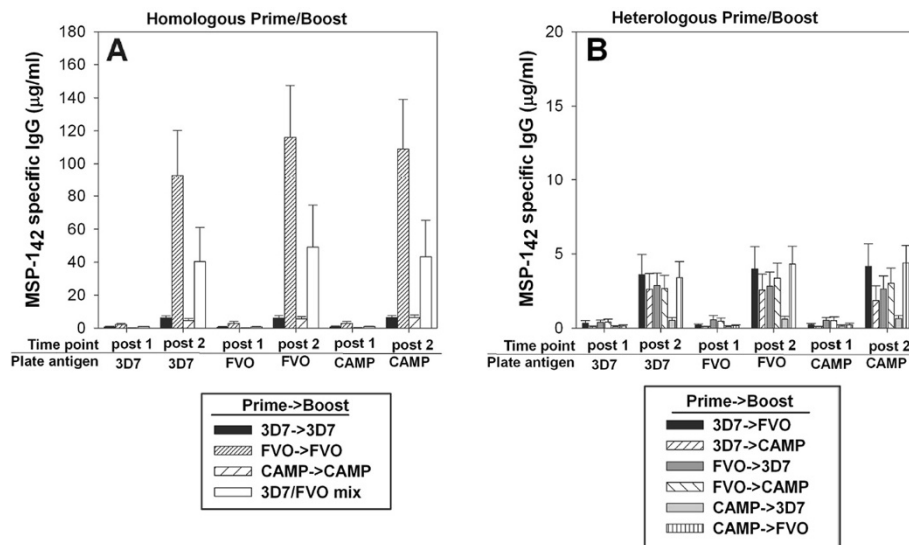 Homologous Prime/Boost
A
MSP-142 specific IgG (µg/ml)
180
160
140
120
100
80
60
40
20
0
Time point post 1 post 2 post 1 post 2 post 1 post 2
Plate antigen 3D7 3D7 FVO FVO CAMP CAMP
Prime->Boost
3D7->3D7
FVO->FVO
CAMP->CAMP
3D7/FVO mix
Heterologous Prime/Boost
B
MSP-142 specific IgG (µg/ml)
20
15
10
5
0
Time point post 1 post 2 post 1 post 2 post 1 post 2
Plate antigen 3D7 3D7 FVO FVO CAMP CAMP
Prime->Boost
3D7->FVO
3D7->CAMP
FVO->3D7
FVO->CAMP
CAMP->3D7
CAMP->FVO